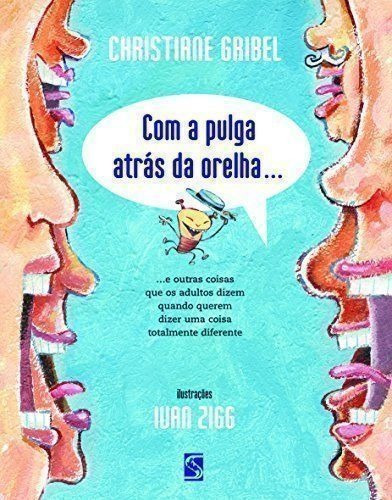 CHRISTIANE GRIBEL
Com a pulga
atrás da orelha...
...e outras coisas
que os adultos dizem
quando querem
dizer uma coisa
totalmente diferente
ilustrações
IVAN ZIGG